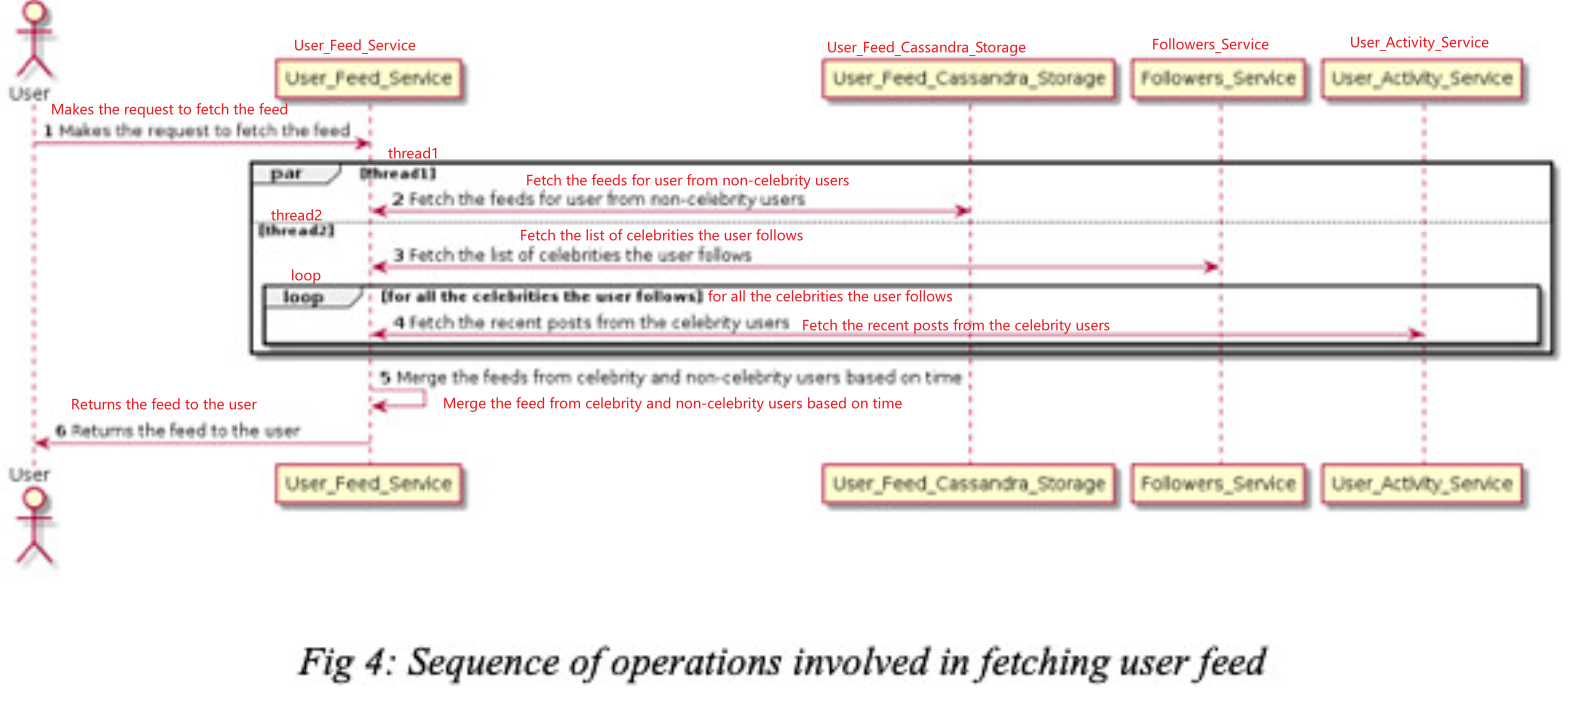 User_Feed_Service
User_Feed_Cassandra_Storage
Followers_Service
User_Activity_Service
User_Feed_Service
User_Feed_Cassandra_Storage
Followers_Service
User_Activity_Service
User
Makes the request to fetch the feed
1 Makes the request to fetch the feed
thread1
par
[thread1]
Fetch the feeds for user from non-celebrity users
2 Fetch the feeds for user from non-celebrity users
thread2
[thread2]
Fetch the list of celebrities the user follows
3 Fetch the list of celebrities the user follows
loop
loop
[for all the celebrities the user follows]
for all the celebrities the user follows
4 Fetch the recent posts from the celebrity users
Fetch the recent posts from the celebrity users
5 Merge the feeds from celebrity and non-celebrity users based on time
Merge the feed from celebrity and non-celebrity users based on time
Returns the feed to the user
6 Returns the feed to the user
User
User_Feed_Service
User_Feed_Cassandra_Storage
Followers_Service
User_Activity_Service
Fig 4: Sequence of operations involved in fetching user feed